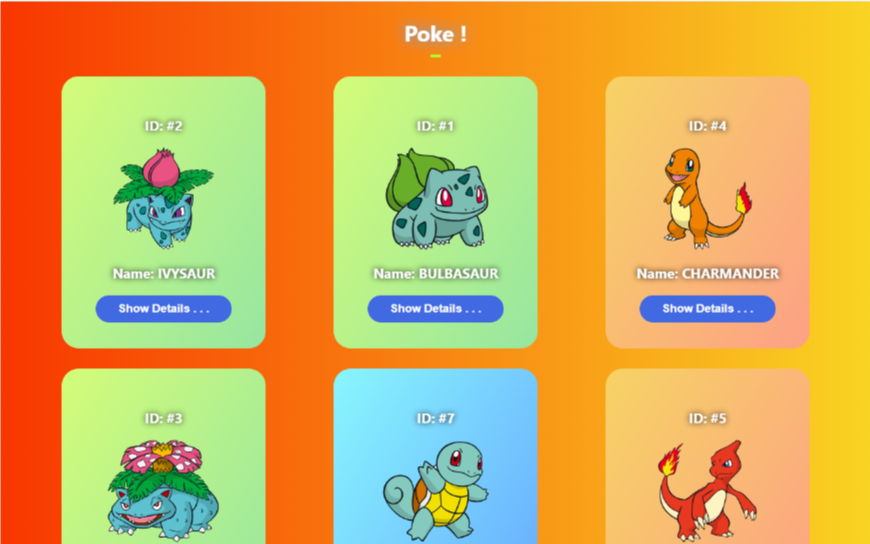 Poke !
ID: #2
ID: #1
ID: #4
Name: IVYSAUR
Name: BULBASAUR
Name: CHARMANDER
Show Details . . .
Show Details . . .
Show Details . . .
ID: #3
ID: #7
ID: #5